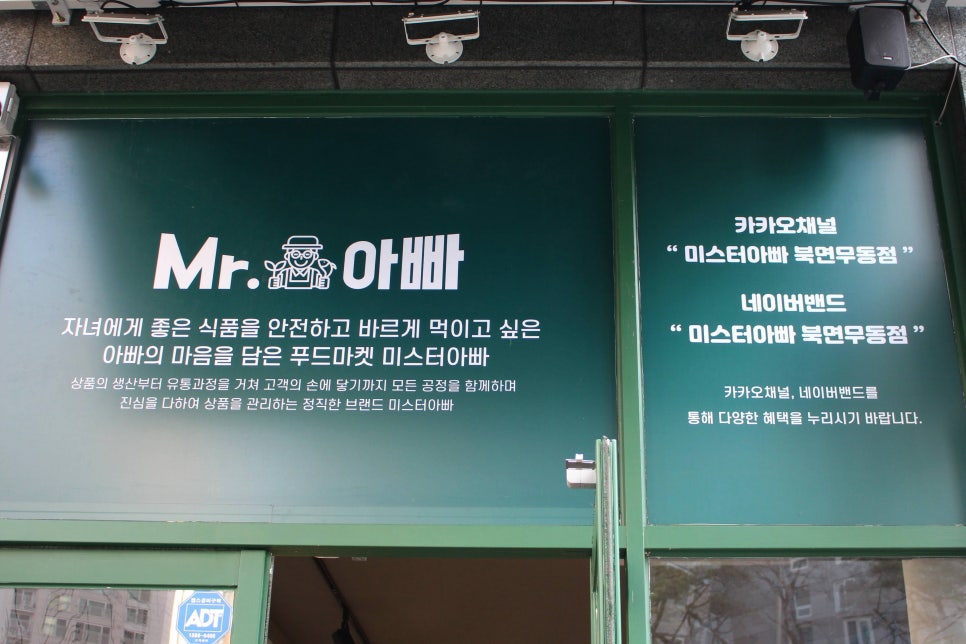 Mr. 아빠
자녀에게 좋은 식품을 안전하고 바르게 먹이고 싶은
아빠의 마음을 담은 푸드마켓 미스터아빠
상품의 생산부터 유통과정을 거쳐 고객의 손에 닿기까지 모든 공정을 함께하며
진심을 다하여 상품을 관리하는 정직한 브랜드 미스터아빠
카카오채널
“ 미스터아빠 북면무동점 ”
네이버밴드
“ 미스터아빠 북면무동점 ”
카카오채널, 네이버밴드를
통해 다양한 혜택을 누리시기 바랍니다.
ADT